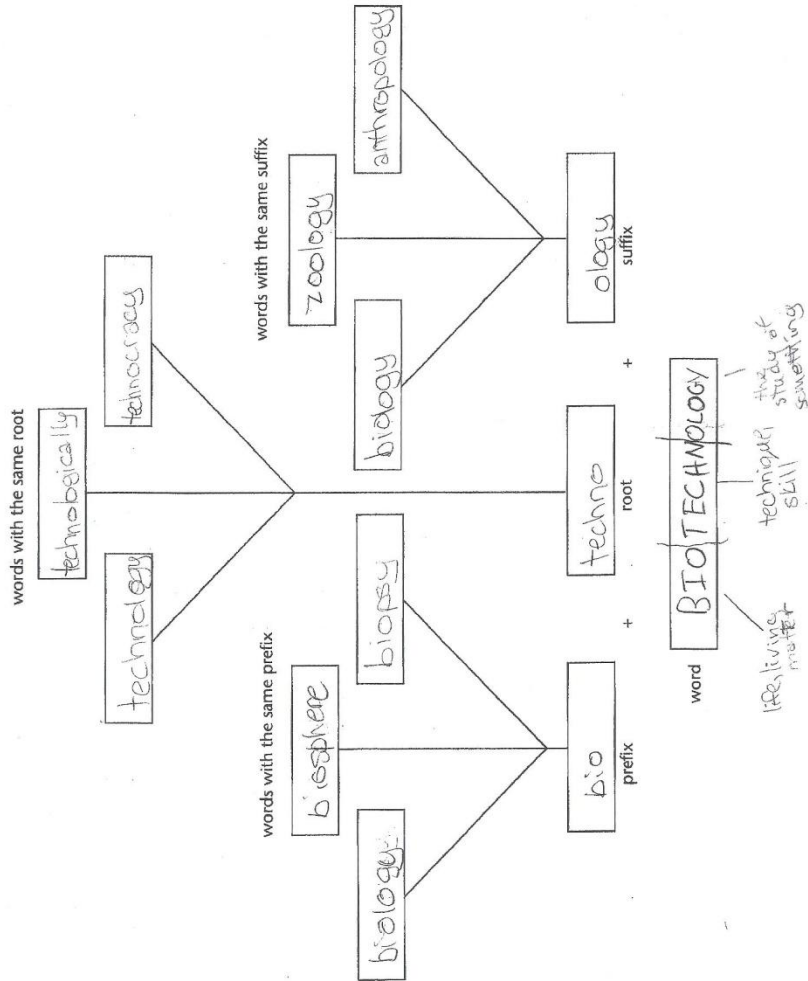 words with the same root
technologically
technology
technocracy
words with the same prefix
words with the same suffix
biosphere
zoology
biology
biopsy
biology
anthropology
bio
techno
ology
prefix
+
root
+
suffix
word
BIOTECHNOLOGY
life, living
matter
technique,
skill
the
study of
something